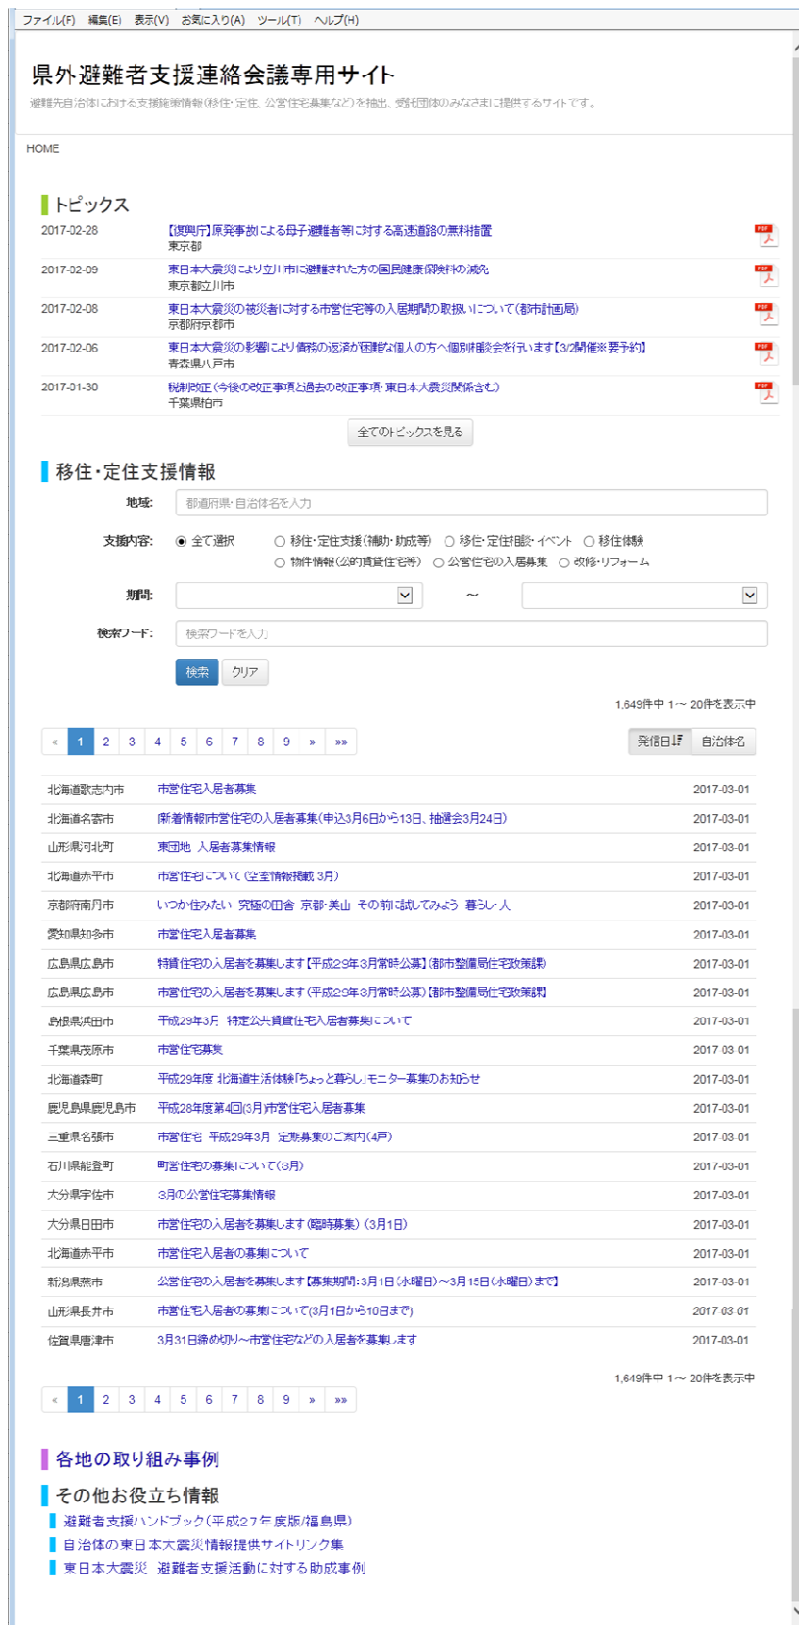 ファイル(F) 編集(E) 表示(V) お気に入り(A) ツール(T) ヘルプ(H)
県外避難者支援連絡会議専用サイト
避難先自治体における支援施策情報(移住・定住、公営住宅募集など)を抽出、受託団体のみなさまに提供するサイトです。
HOME
トピックス
2017-02-28 【復興庁】原発事故による母子避難者等に対する高速道路の無料措置
東京都
2017-02-09 東日本大震災により立川市に避難された方の国民健康保険料の減免
東京都立川市
2017-02-08 東日本大震災の被災者に対する市営住宅等の入居期間の取扱いについて(都市計画局)
京都府京都市
2017-02-06 東日本大震災の影響により債務の返済が困難な個人の方へ個別相談会を行います【3/2開催※要予約】
青森県八戸市
2017-01-30 税制改正(今後の改正事項と過去の改正事項・東日本大震災関係含む)
千葉県柏市
全てのトピックスを見る
移住・定住支援情報
地域: 都道府県・自治体名を入力
支援内容: 全て選択 移住・定住支援(補助・助成等) 移住・定住相談・イベント 移住体験
物件情報(公的賃貸住宅等) 公営住宅の入居募集 改修・リフォーム
期間: ～
検索ワード: 検索ワードを入力
検索 クリア
1,649件中 1～ 20件を表示中
« 1 2 3 4 5 6 7 8 9 » »»
発信日 自治体名
北海道歌志内市 市営住宅入居者募集 2017-03-01
北海道名寄市 [新着情報]市営住宅の入居者募集(申込3月6日から13日、抽選会3月24日) 2017-03-01
山形県河北町 東団地 入居者募集情報 2017-03-01
北海道赤平市 市営住宅について(空室情報掲載 3月) 2017-03-01
京都府南丹市 いつか住みたい 究極の田舎 京都・美山 その前に試してみよう 暮らし・人 2017-03-01
愛知県知多市 市営住宅入居者募集 2017-03-01
広島県広島市 特賃住宅の入居者を募集します【平成29年3月常時公募】(都市整備局住宅政策課) 2017-03-01
広島県広島市 市営住宅の入居者を募集します(平成29年3月常時公募)【都市整備局住宅政策課】 2017-03-01
島根県浜田市 平成29年3月 特定公共賃貸住宅入居者募集について 2017-03-01
千葉県茂原市 市営住宅募集 2017-03-01
北海道森町 平成29年度 北海道生活体験「ちょっと暮らし」モニター募集のお知らせ 2017-03-01
鹿児島県鹿児島市 平成28年度第4回(3月)市営住宅入居者募集 2017-03-01
三重県名張市 市営住宅 平成29年3月 定期募集のご案内(4戸) 2017-03-01
石川県能登町 町営住宅の募集について(3月) 2017-03-01
大分県宇佐市 3月の公営住宅募集情報 2017-03-01
大分県日田市 市営住宅の入居者を募集します(臨時募集) (3月1日) 2017-03-01
北海道赤平市 市営住宅入居者の募集について 2017-03-01
新潟県燕市 公営住宅の入居者を募集します【募集期間:3月1日(水曜日)～3月15日(水曜日)まで】 2017-03-01
山形県長井市 市営住宅入居者の募集について(3月1日から10日まで) 2017-03-01
佐賀県唐津市 3月31日締め切り～市営住宅などの入居者を募集します 2017-03-01
1,649件中 1～ 20件を表示中
« 1 2 3 4 5 6 7 8 9 » »»
各地の取り組み事例
その他お役立ち情報
避難者支援ハンドブック(平成27年度版/福島県)
自治体の東日本大震災情報提供サイトリンク集
東日本大震災 避難者支援活動に対する助成事例